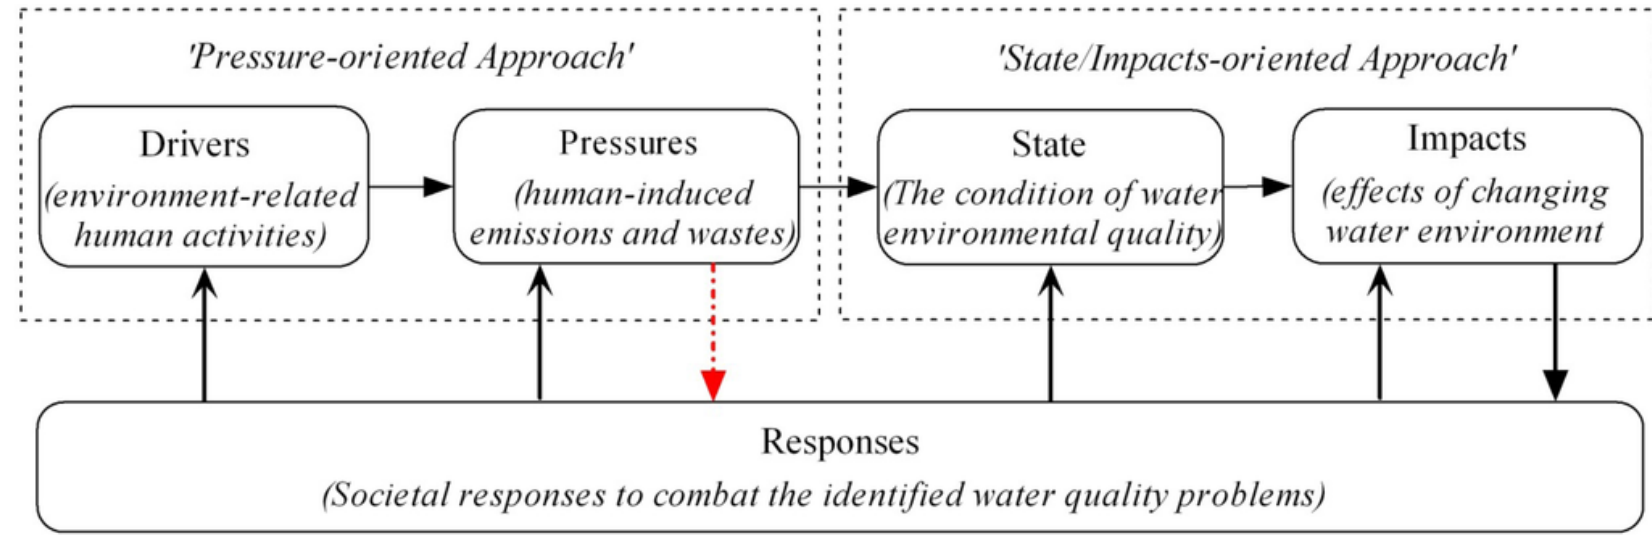 'Pressure-oriented Approach'
'State/Impacts-oriented Approach'
Drivers
(environment-related
human activities)
Pressures
(human-induced
emissions and wastes)
State
(The condition of water
environmental quality)
Impacts
(effects of changing
water environment
Responses
(Societal responses to combat the identified water quality problems)